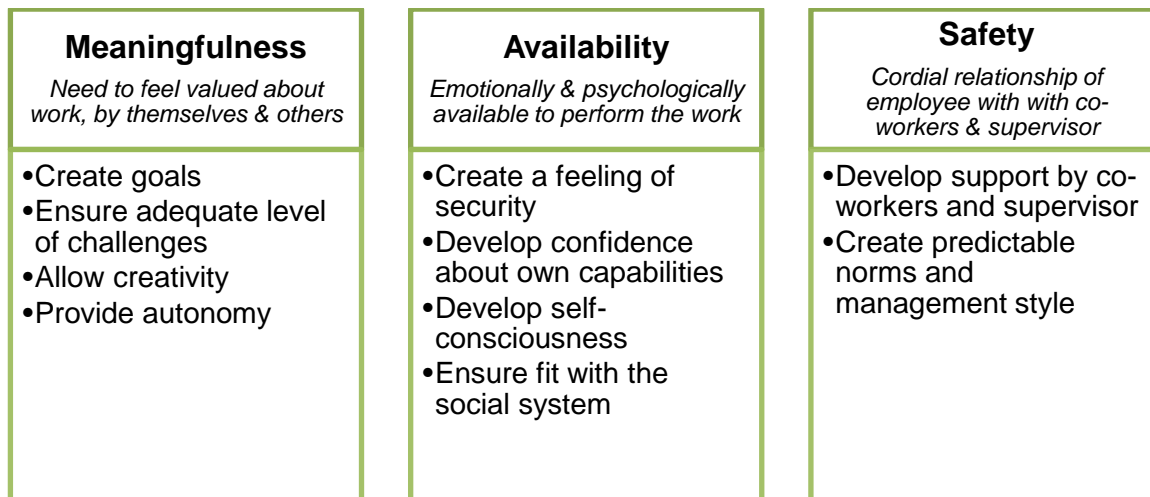 Meaningfulness
Need to feel valued about
work, by themselves & others
•Create goals
•Ensure adequate level
of challenges
•Allow creativity
•Provide autonomy
Availability
Emotionally & psychologically
available to perform the work
•Create a feeling of
security
•Develop confidence
about own capabilities
•Develop self-
consciousness
•Ensure fit with the
social system
Safety
Cordial relationship of
employee with with co-
workers & supervisor
•Develop support by co-
workers and supervisor
•Create predictable
norms and
management style